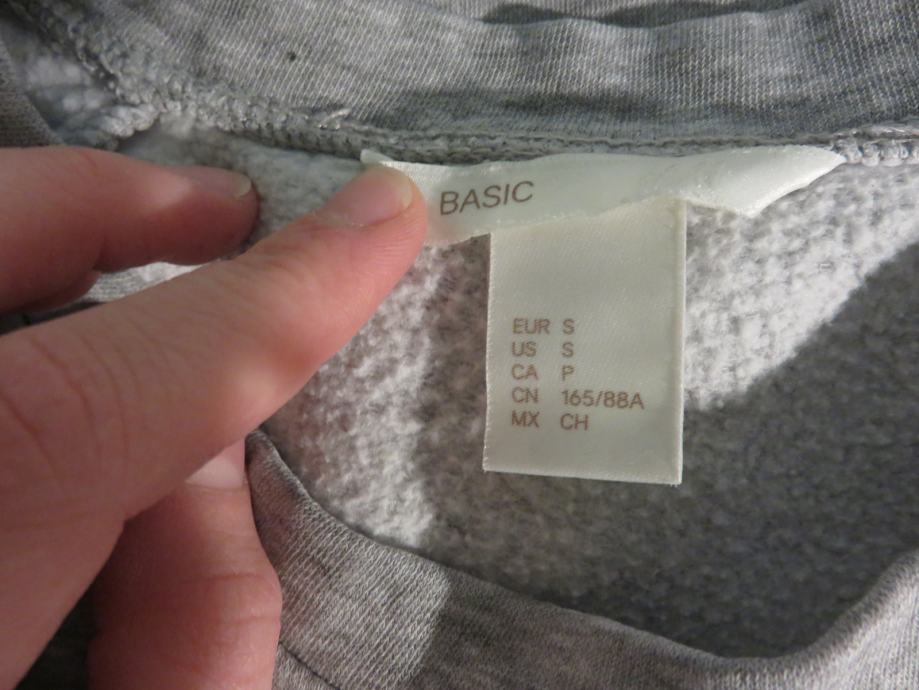 BASIC
EUR S
US S
CA P
CN 165/88A
MX CH